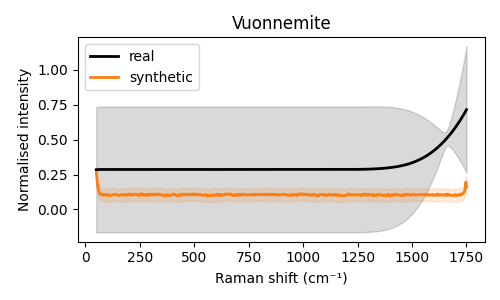 Vuonnemite
real
synthetic
Normalised intensity
1.00
0.75
0.50
0.25
0.00
0
250
500
750
1000
1250
1500
1750
Raman shift (cm⁻¹)